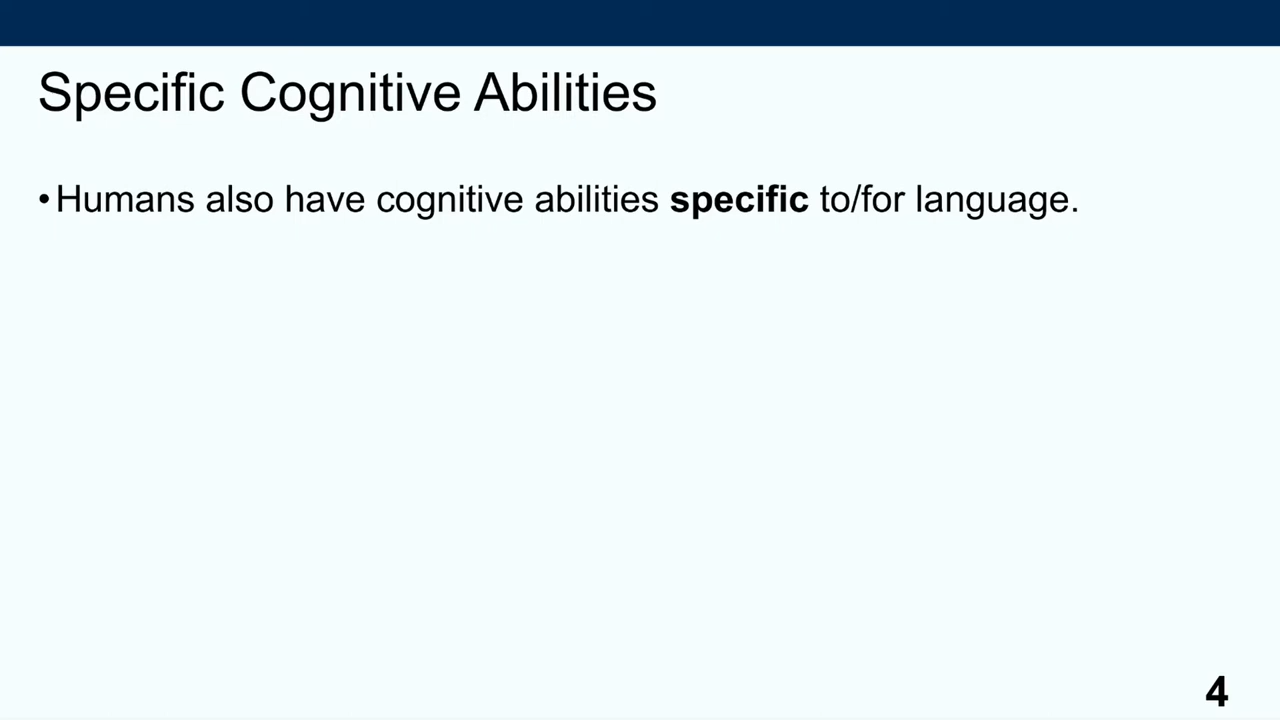 Specific Cognitive Abilities
•Humans also have cognitive abilities specific to/for language.
4